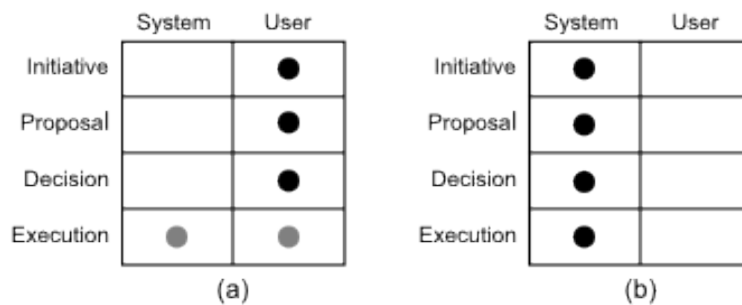 System User
Initiative
Proposal
Decision
Execution
(a)
System User
Initiative
Proposal
Decision
Execution
(b)